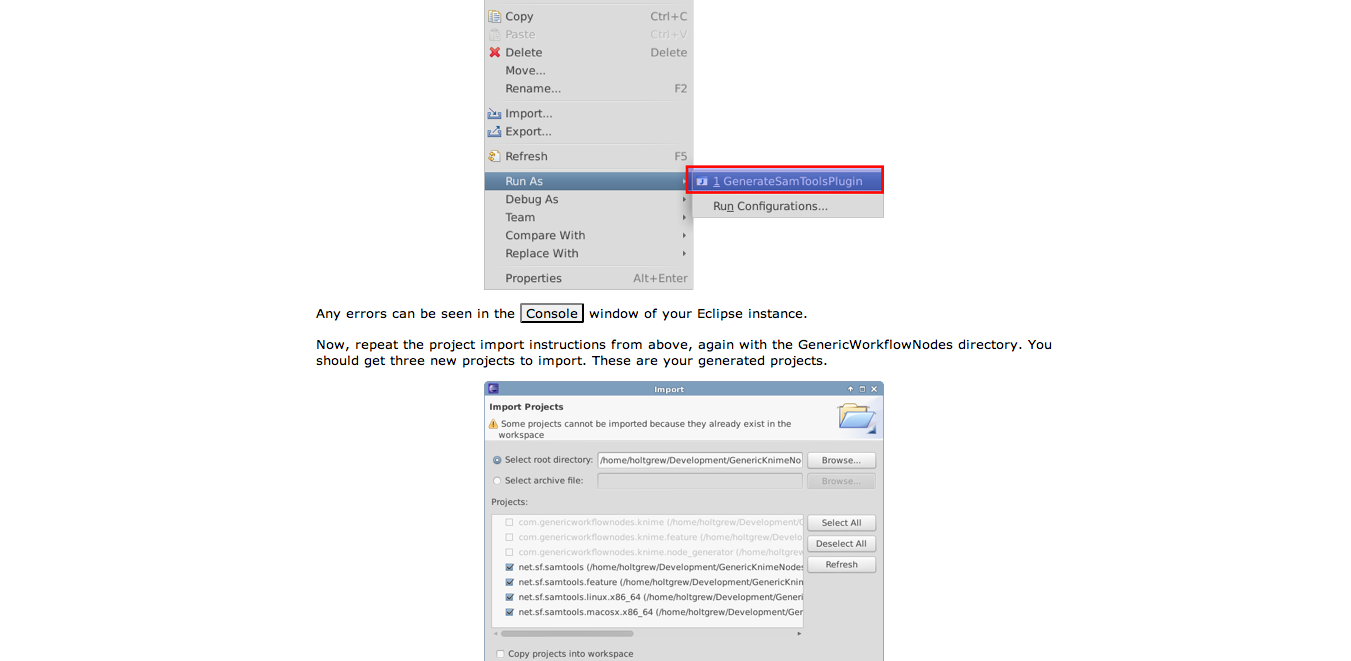 Copy Ctrl+C
Paste Ctrl+V
Delete Delete
Move...
Rename... F2
Import...
Export...
Refresh F5
Run As
1 GenerateSamToolsPlugin
Debug As
Run Configurations...
Team
Compare With
Replace With
Properties Alt+Enter
Any errors can be seen in the Console window of your Eclipse instance.
Now, repeat the project import instructions from above, again with the GenericWorkflowNodes directory. You
should get three new projects to import. These are your generated projects.
Import
Import Projects
Some projects cannot be imported because they already exist in the
workspace
Select root directory: /home/holtgrew/Development/GenericKnimeNo Browse...
Select archive file: Browse...
Projects:
com.genericworkflownodes.knime (/home/holtgrew/Development/G Select All
com.genericworkflownodes.knime.feature (/home/holtgrew/Develo
Deselect All
com.genericworkflownodes.knime.node_generator (/home/holtgrew
net.sf.samtools (/home/holtgrew/Development/GenericKnimeNodes Refresh
net.sf.samtools.feature (/home/holtgrew/Development/GenericKnim
net.sf.samtools.linux.x86_64 (/home/holtgrew/Development/Generi
net.sf.samtools.macosx.x86_64 (/home/holtgrew/Development/Ger
Copy projects into workspace